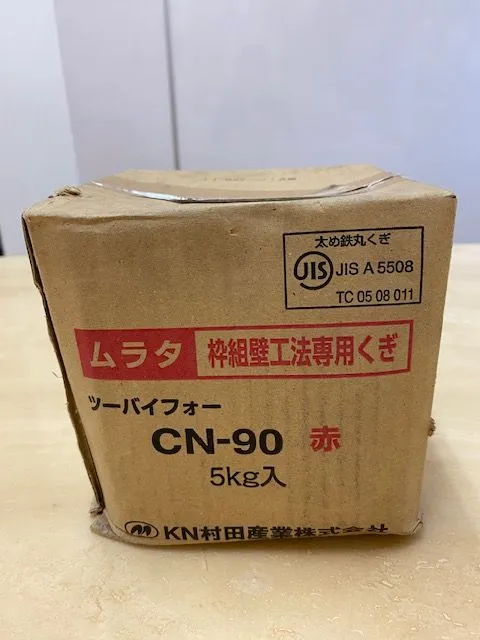 太め鉄丸くぎ
JIS JIS A 5508
TC 05 08 011
ムラタ 枠組壁工法専用くぎ
ツーバイフォー
CN-90 赤
5kg入
KN村田産業株式会社